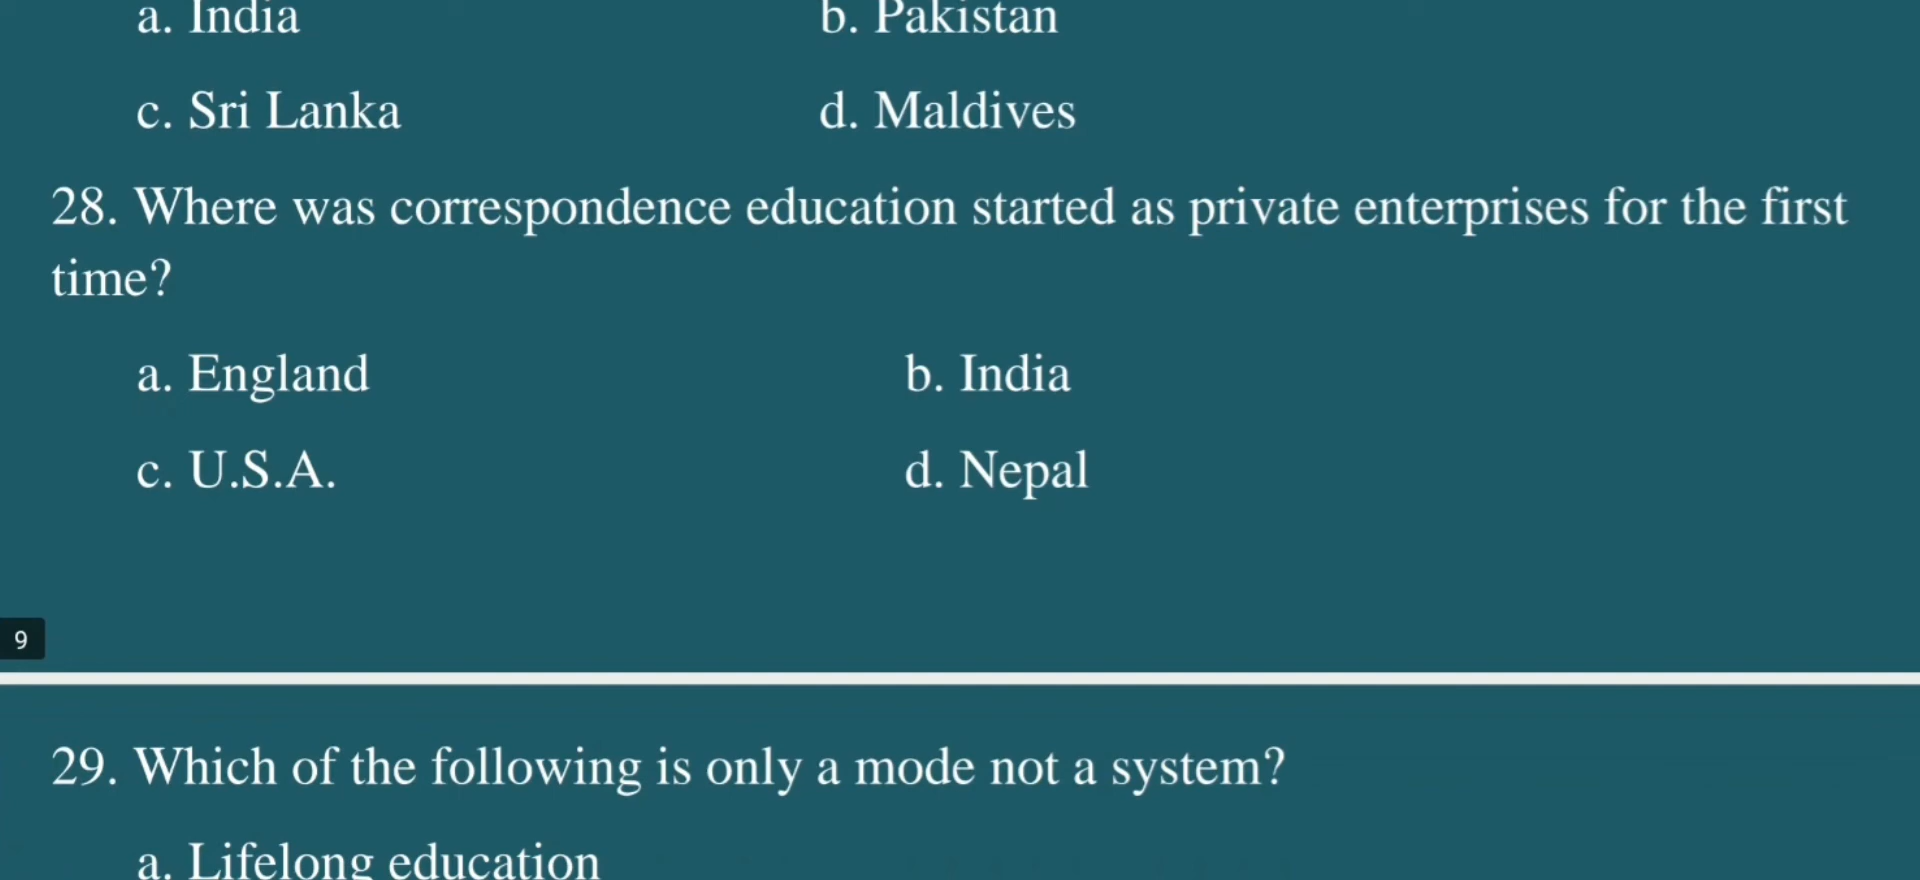 a. India b. Pakistan
c. Sri Lanka d. Maldives
28. Where was correspondence education started as private enterprises for the first
time?
a. England b. India
c. U.S.A. d. Nepal
9
29. Which of the following is only a mode not a system?
a. Lifelong education